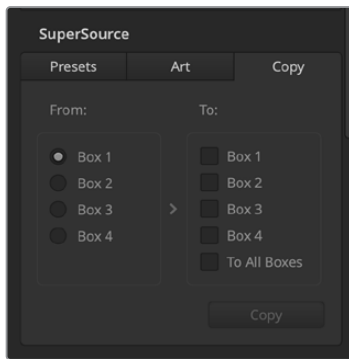 SuperSource
Presets Art Copy
From: To:
Box 1 Box 1
Box 2 Box 2
Box 3 > Box 3
Box 4 Box 4
To All Boxes
Copy